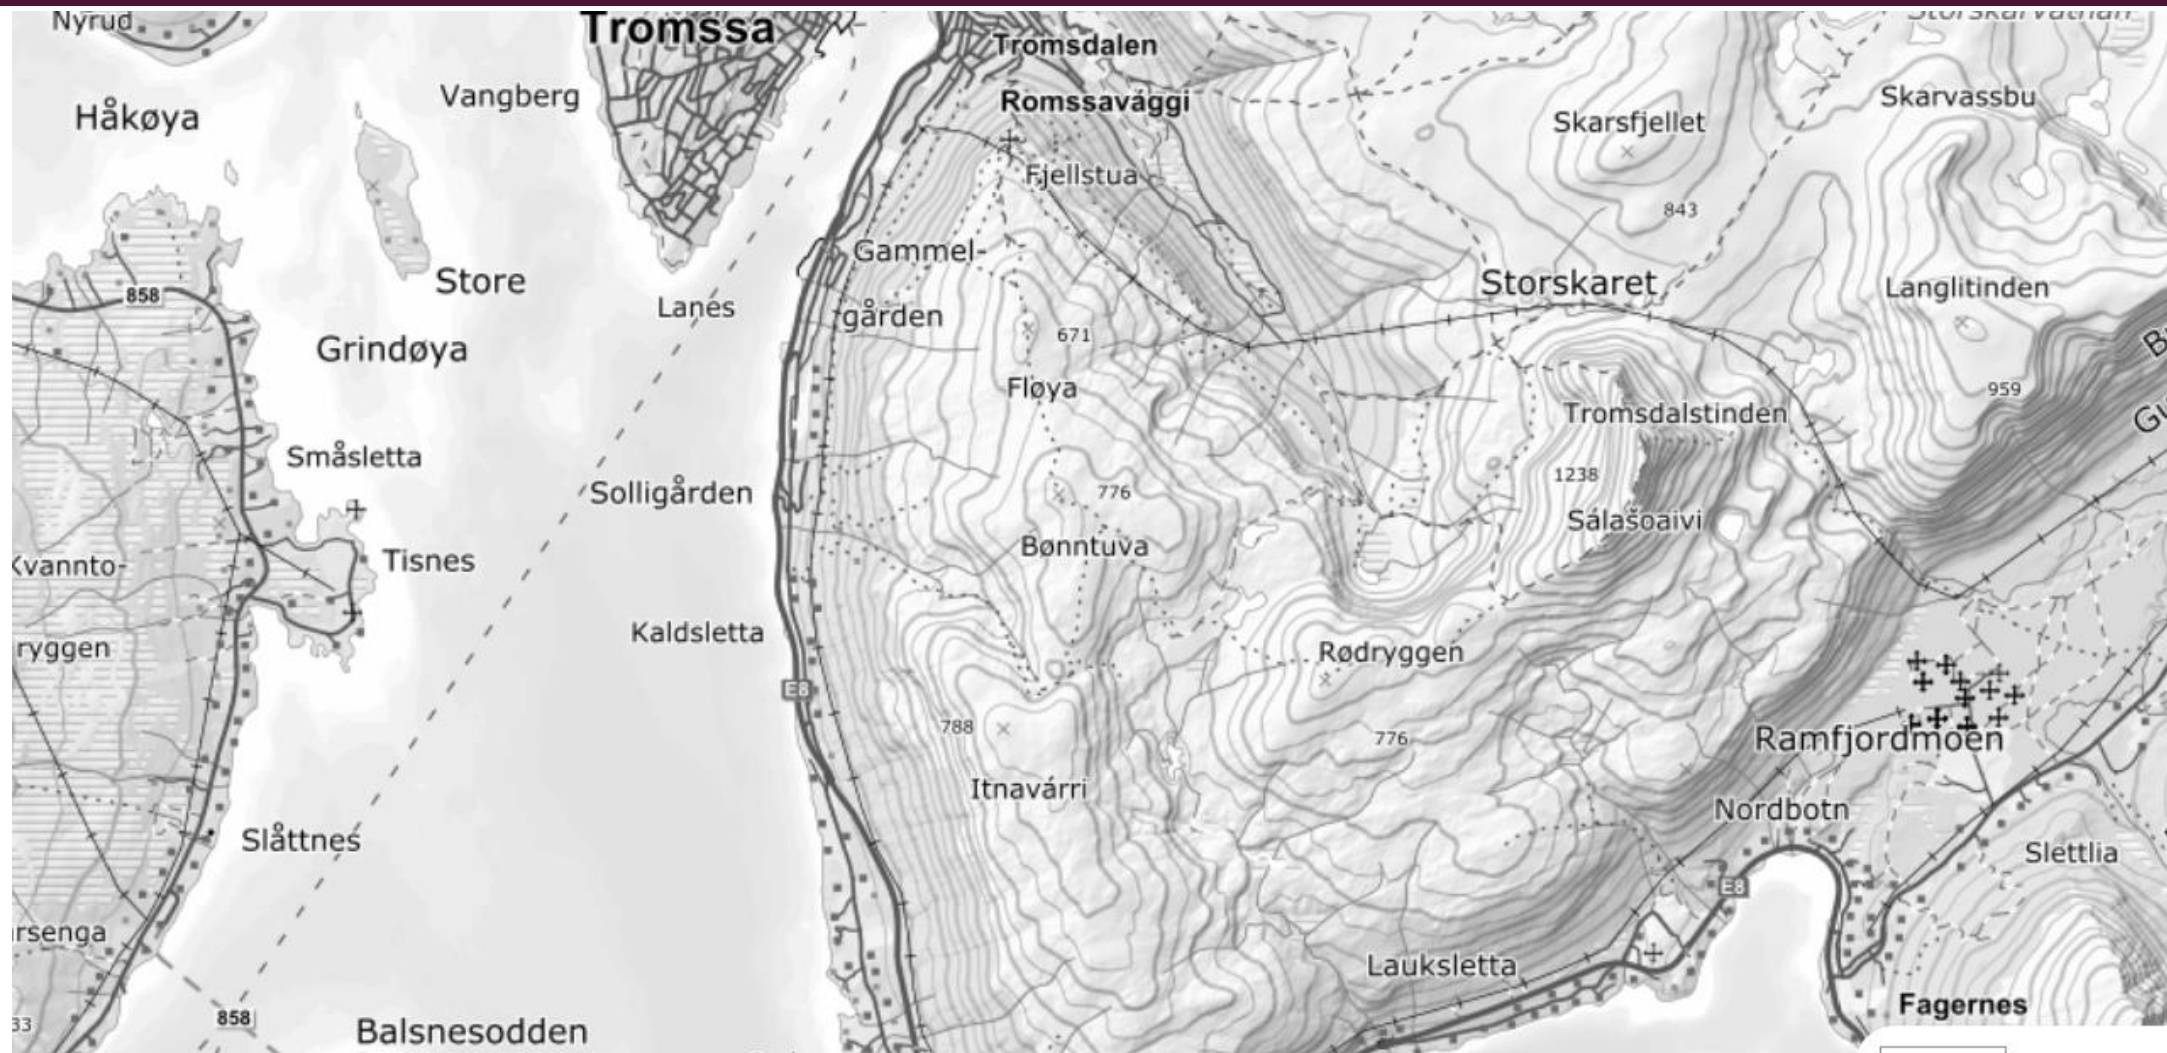 Nyrud
Tromssa
Tromsdalen
Vangberg
Håkøya
Romssavággi
Skarsfjellet
Skarvassbu
Fjellstua
843
Gammel-
gården
Store
Grindøya
Storskaret
Langlitinden
858
Lanes
671
Fløya
959
Tromsdalstinden
1238
Sálašoaivi
Småsletta
Solligården
776
Bønntuva
Tisnes
Kvannto-
ryggen
Kaldsletta
Rødryggen
E8
788
776
Ramfjordmoen
Itnavárri
Nordbotn
Slåttnes
Slettlia
E8
rsenga
Lauksletta
Fagernes
858
Balsnesodden
33